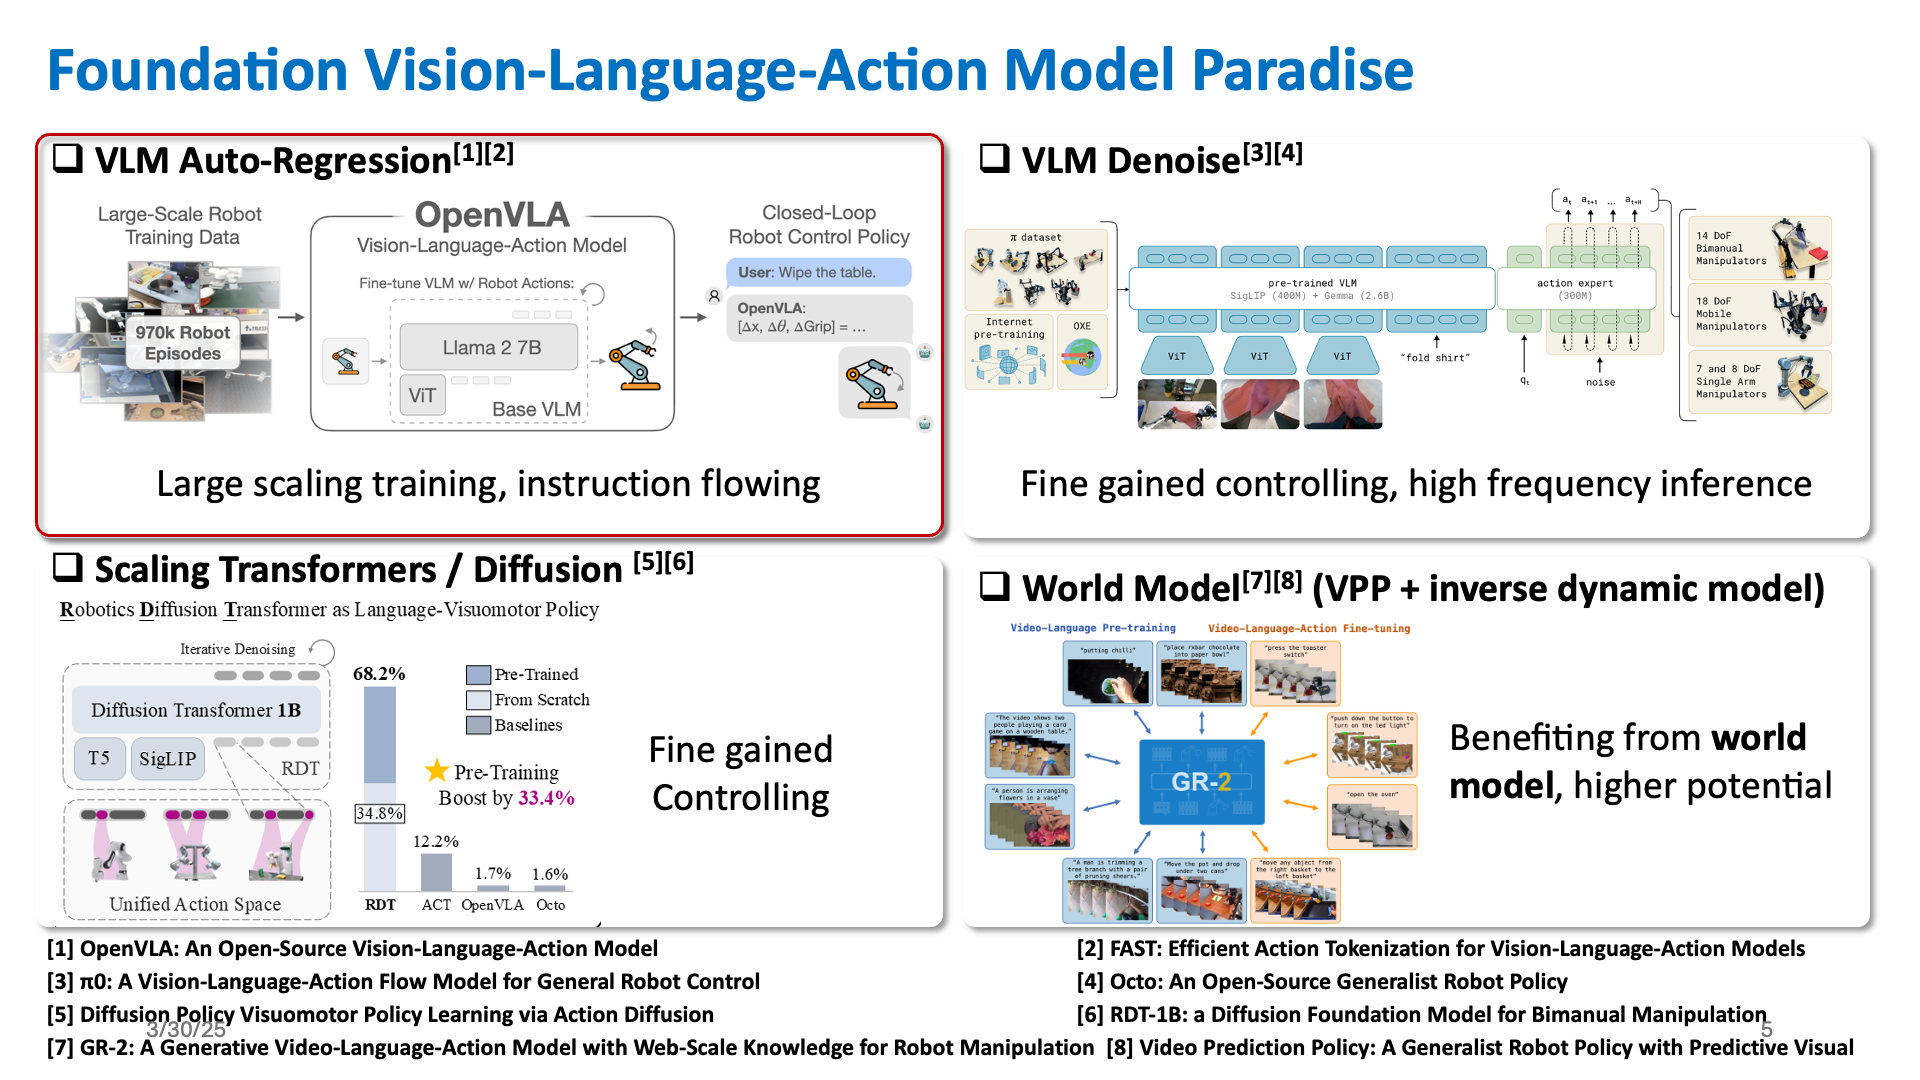 Foundation Vision-Language-Action Model Paradise
❑ VLM Auto-Regression[1][2]
Large-Scale Robot
Training Data
970k Robot
Episodes
OpenVLA
Vision-Language-Action Model
Fine-tune VLM w/ Robot Actions:
Llama 2 7B
ViT
Base VLM
Closed-Loop
Robot Control Policy
User: Wipe the table.
OpenVLA:
[Δx, Δθ, ΔGrip] = ...
Large scaling training, instruction flowing
❑ VLM Denoise[3][4]
π dataset
Internet
pre-training
OXE
pre-trained VLM
SigLIP (400M) + Gemma (2.6B)
ViT
ViT
ViT
"fold shirt"
action expert
(300M)
at at+1 ... at+H
qt
noise
14 DoF
Bimanual
Manipulators
18 DoF
Mobile
Manipulators
7 and 8 DoF
Single Arm
Manipulators
Fine gained controlling, high frequency inference
❑ Scaling Transformers / Diffusion [5][6]
Robotics Diffusion Transformer as Language-Visuomotor Policy
Iterative Denoising
Diffusion Transformer 1B
T5
SigLIP
RDT
Unified Action Space
68.2%
34.8%
12.2%
1.7%
1.6%
RDT
ACT
OpenVLA
Octo
Pre-Trained
From Scratch
Baselines
Pre-Training
Boost by 33.4%
Fine gained
Controlling
❑ World Model[7][8] (VPP + inverse dynamic model)
Video-Language Pre-training
Video-Language-Action Fine-tuning
"putting chilli"
"place rxbar chocolate
into paper bowl"
"press the toaster
switch"
"The video shows two
people playing a card
game on a wooden table."
"push down the button to
turn on the led light"
GR-2
"A person is arranging
flowers in a vase"
"open the oven"
"A man is trimming a
tree branch with a pair
of pruning shears."
"Move the pot and drop
under two cans"
"move any object from
the right basket to the
left basket"
Benefiting from world
model, higher potential
[1] OpenVLA: An Open-Source Vision-Language-Action Model
[2] FAST: Efficient Action Tokenization for Vision-Language-Action Models
[3] π0: A Vision-Language-Action Flow Model for General Robot Control
[4] Octo: An Open-Source Generalist Robot Policy
[5] Diffusion Policy Visuomotor Policy Learning via Action Diffusion
[6] RDT-1B: a Diffusion Foundation Model for Bimanual Manipulation
3/30/25
5
[7] GR-2: A Generative Video-Language-Action Model with Web-Scale Knowledge for Robot Manipulation
[8] Video Prediction Policy: A Generalist Robot Policy with Predictive Visual